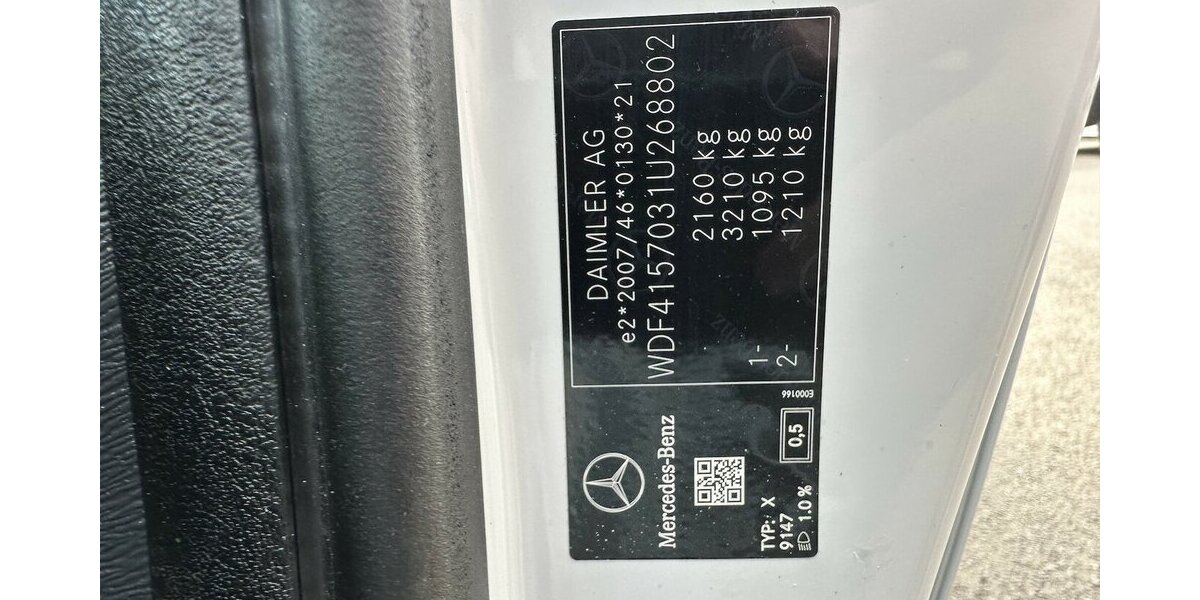 DAIMLER AG
e2*2007/46*0130*21
WDF4157031U268802
2160 kg
3210 kg
1- 1095 kg
2- 1210 kg
Mercedes-Benz
TYP: X
9147
1.0 %
0,5
E000166